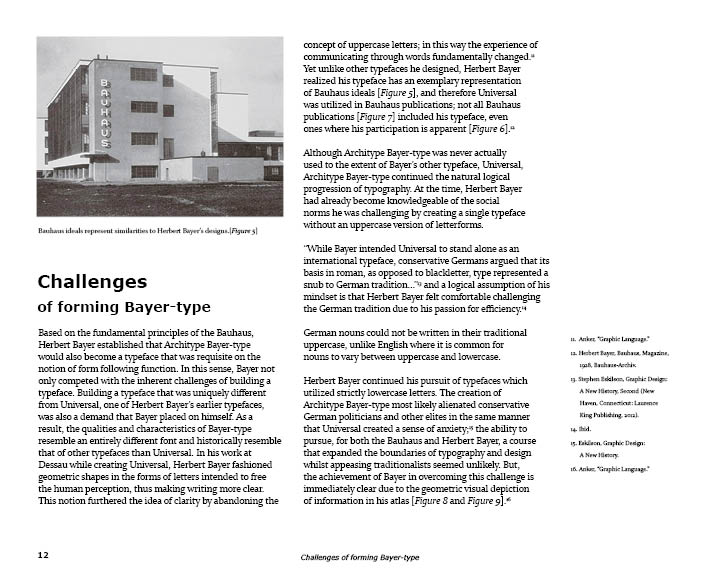 BAUHAUS
Bauhaus ideals represent similarities to Herbert Bayer's designs.[Figure 5]
Challenges
of forming Bayer-type
Based on the fundamental principles of the Bauhaus,
Herbert Bayer established that Architype Bayer-type
would also become a typeface that was requisite on the
notion of form following function. In this sense, Bayer not
only competed with the inherent challenges of building a
typeface. Building a typeface that was uniquely different
from Universal, one of Herbert Bayer's earlier typefaces,
was also a demand that Bayer placed on himself. As a
result, the qualities and characteristics of Bayer-type
resemble an entirely different font and historically resemble
that of other typefaces than Universal. In his work at
Dessau while creating Universal, Herbert Bayer fashioned
geometric shapes in the forms of letters intended to free
the human perception, thus making writing more clear.
This notion furthered the idea of clarity by abandoning the
concept of uppercase letters; in this way the experience of
communicating through words fundamentally changed.11
Yet unlike other typefaces he designed, Herbert Bayer
realized his typeface has an exemplary representation
of Bauhaus ideals [Figure 5], and therefore Universal
was utilized in Bauhaus publications; not all Bauhaus
publications [Figure 7] included his typeface, even
ones where his participation is apparent [Figure 6].12
Although Architype Bayer-type was never actually
used to the extent of Bayer's other typeface, Universal,
Architype Bayer-type continued the natural logical
progression of typography. At the time, Herbert Bayer
had already become knowledgeable of the social
norms he was challenging by creating a single typeface
without an uppercase version of letterforms.
"While Bayer intended Universal to stand alone as an
international typeface, conservative Germans argued that its
basis in roman, as opposed to blackletter, type represented a
snub to German tradition..."13 and a logical assumption of his
mindset is that Herbert Bayer felt comfortable challenging
the German tradition due to his passion for efficiency.14
German nouns could not be written in their traditional
uppercase, unlike English where it is common for
nouns to vary between uppercase and lowercase.
Herbert Bayer continued his pursuit of typefaces which
utilized strictly lowercase letters. The creation of
Architype Bayer-type most likely alienated conservative
German politicians and other elites in the same manner
that Universal created a sense of anxiety;15 the ability to
pursue, for both the Bauhaus and Herbert Bayer, a course
that expanded the boundaries of typography and design
whilst appeasing traditionalists seemed unlikely. But,
the achievement of Bayer in overcoming this challenge is
immediately clear due to the geometric visual depiction
of information in his atlas [Figure 8 and Figure 9].16
11. Anker, "Graphic Language."
12. Herbert Bayer, Bauhaus, Magazine,
1928, Bauhaus-Archiv.
13. Stephen Eskilson, Graphic Design:
A New History, Second (New
Haven, Connecticut: Laurence
King Publishing, 2012).
14. Ibid.
15. Eskilson, Graphic Design:
A New History.
16. Anker, "Graphic Language."
12
Challenges of forming Bayer-type